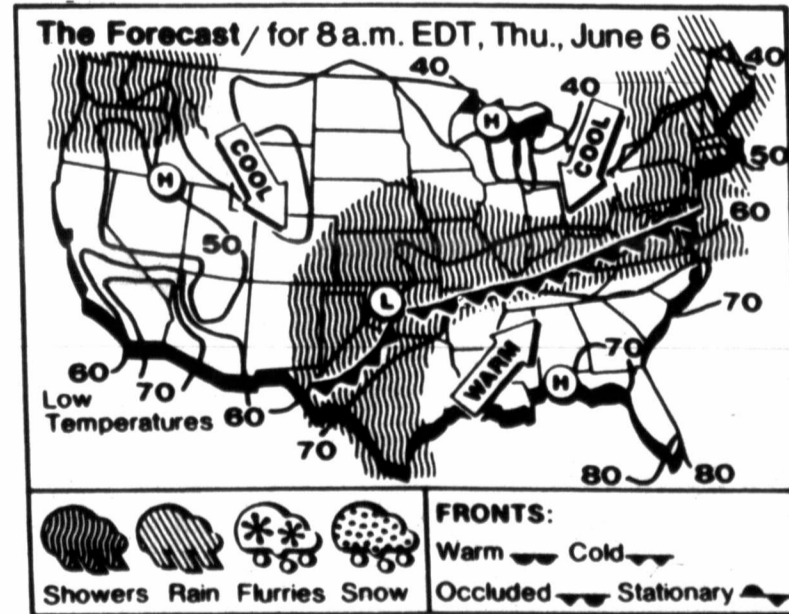 The Forecast / for 8 a.m. EDT, Thu., June 6
40
40
40
H
COOL
COOL
H
50
50
60
L
70
WARM
70
H
60
70
60
70
Low
Temperatures
80
80
Showers Rain Flurries Snow
FRONTS:
Warm Cold
Occluded Stationary